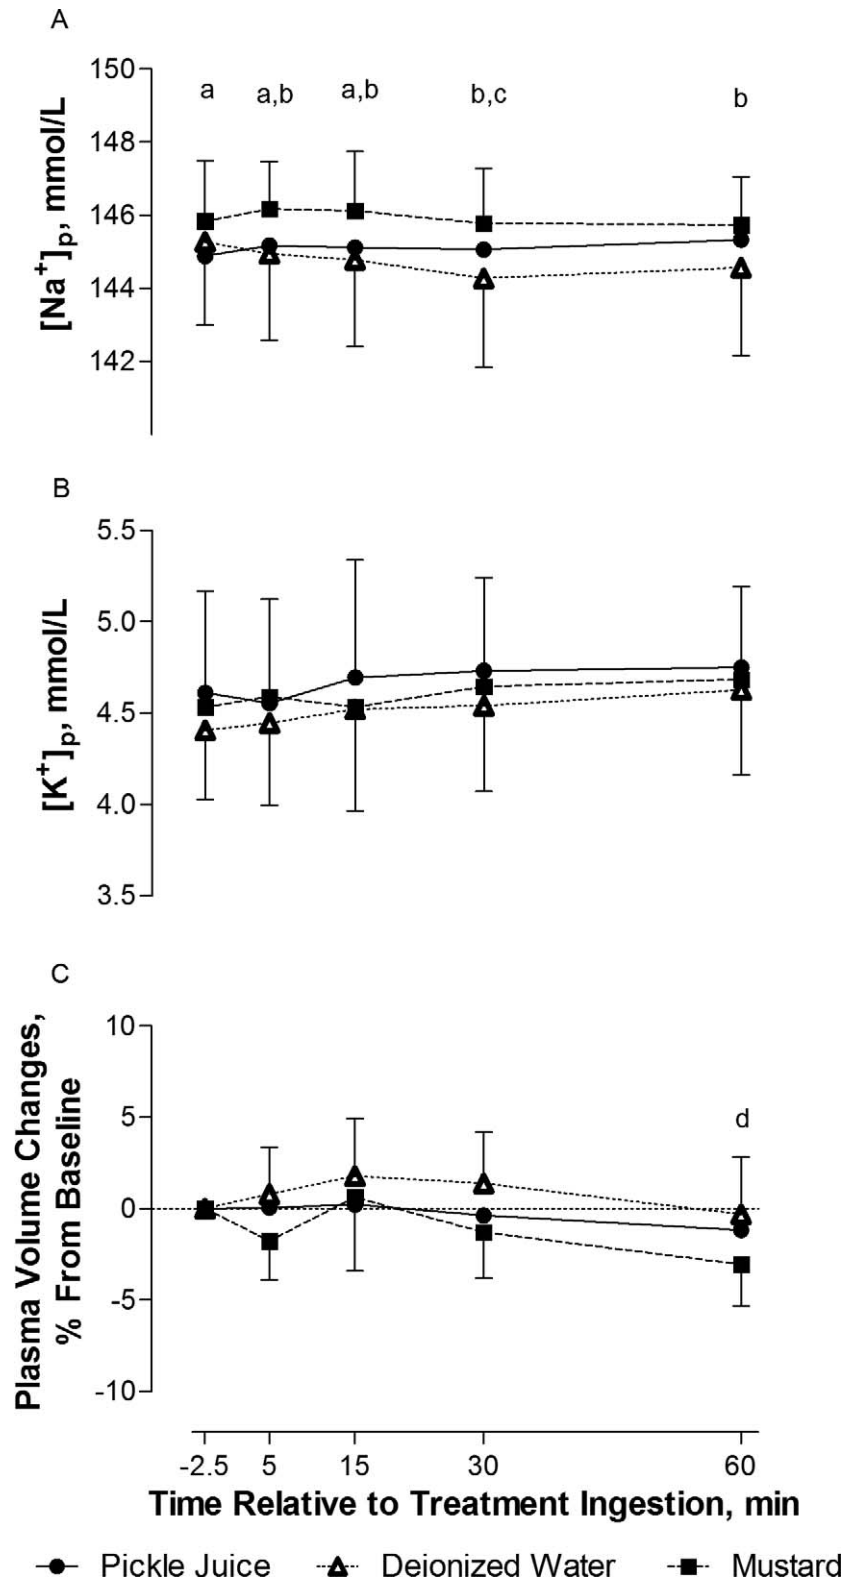 A
150
148
146
144
142
[Na+]p, mmol/L
a
a,b
a,b
b,c
b
B
5.5
5.0
4.5
4.0
3.5
[K+]p, mmol/L
C
10
5
0
-5
-10
Plasma Volume Changes,
% From Baseline
d
-2.5 5 15 30 60
Time Relative to Treatment Ingestion, min
Pickle Juice Deionized Water Mustard